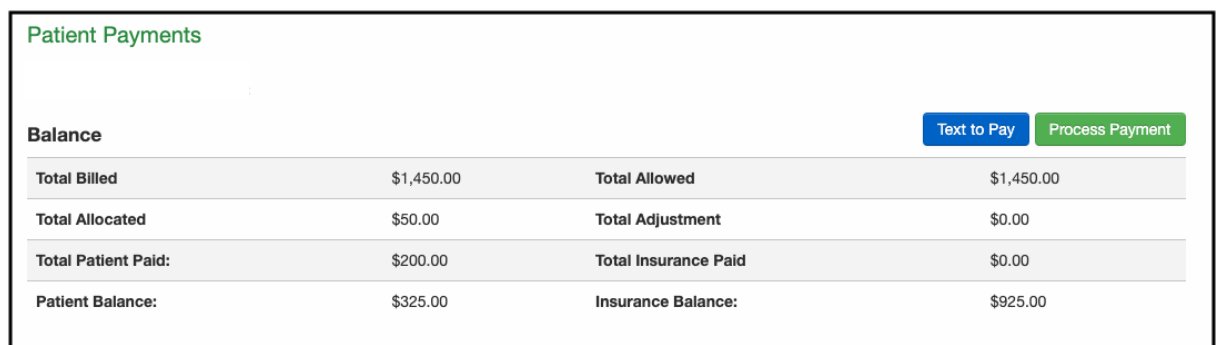 Patient Payments
Balance
Text to Pay Process Payment
Total Billed $1,450.00 Total Allowed $1,450.00
Total Allocated $50.00 Total Adjustment $0.00
Total Patient Paid: $200.00 Total Insurance Paid $0.00
Patient Balance: $325.00 Insurance Balance: $925.00